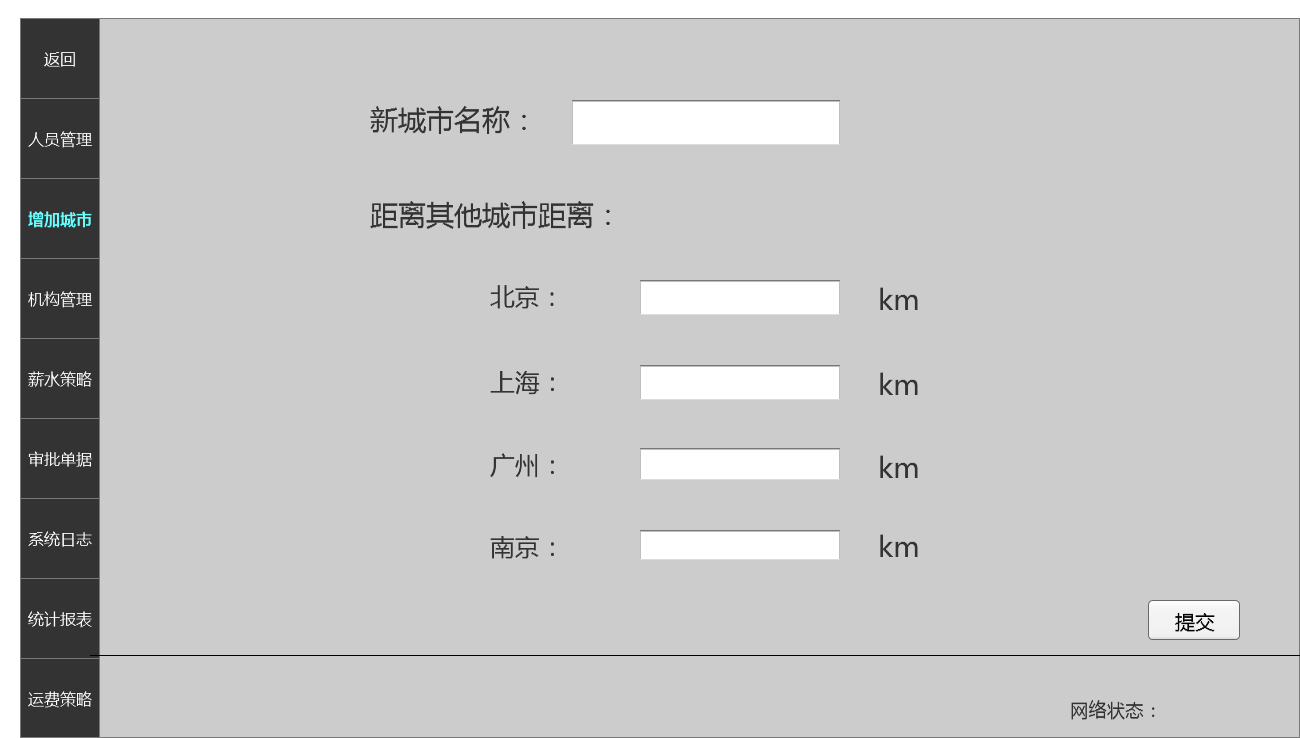 返回
人员管理
增加城市
机构管理
薪水策略
审批单据
系统日志
统计报表
运费策略
新城市名称：
距离其他城市距离：
北京： km
上海： km
广州： km
南京： km
提交
网络状态：